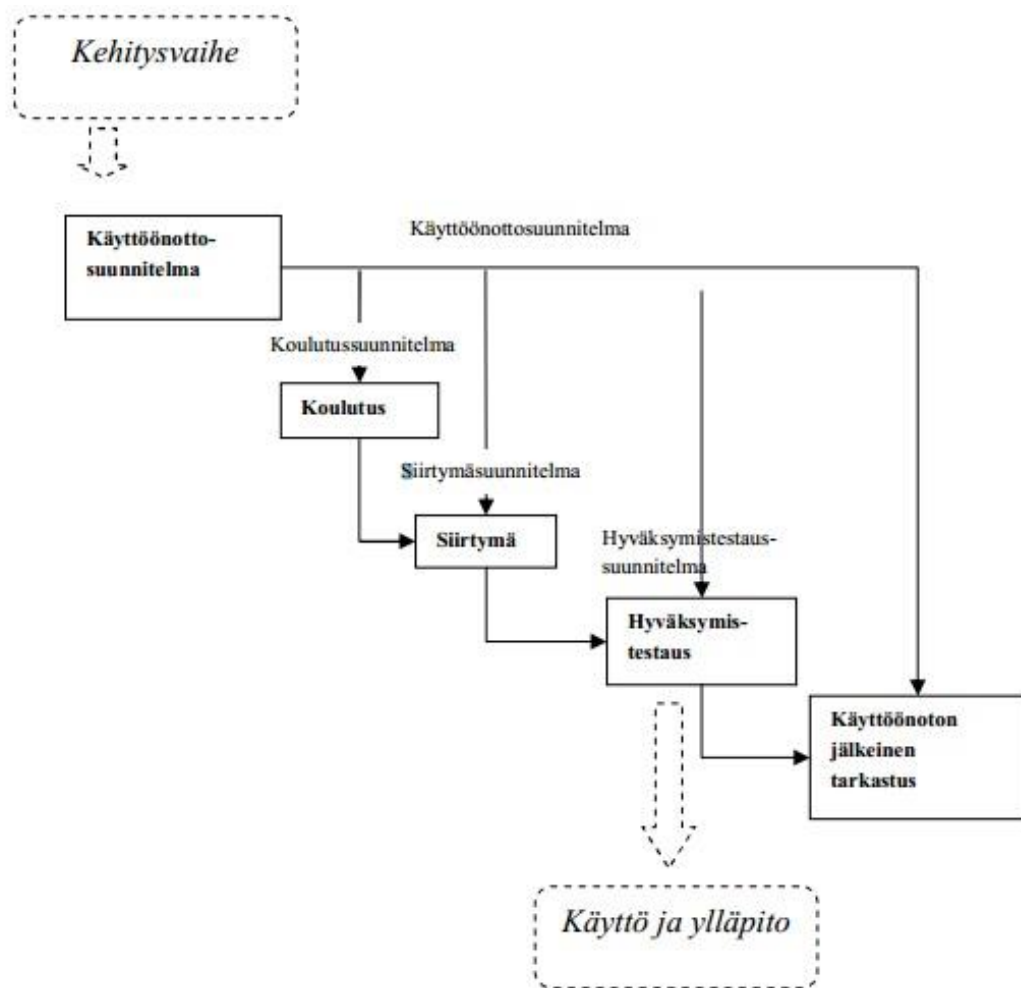 Kehitysvaihe
Käyttöönotto-
suunnitelma
Käyttöönottosuunnitelma
Koulutussuunnitelma
Koulutus
Siirtymäsuunnitelma
Siirtymä
Hyväksymistestaus-
suunnitelma
Hyväksymis-
testaus
Käyttöönoton
jälkeinen
tarkastus
Käyttö ja ylläpito